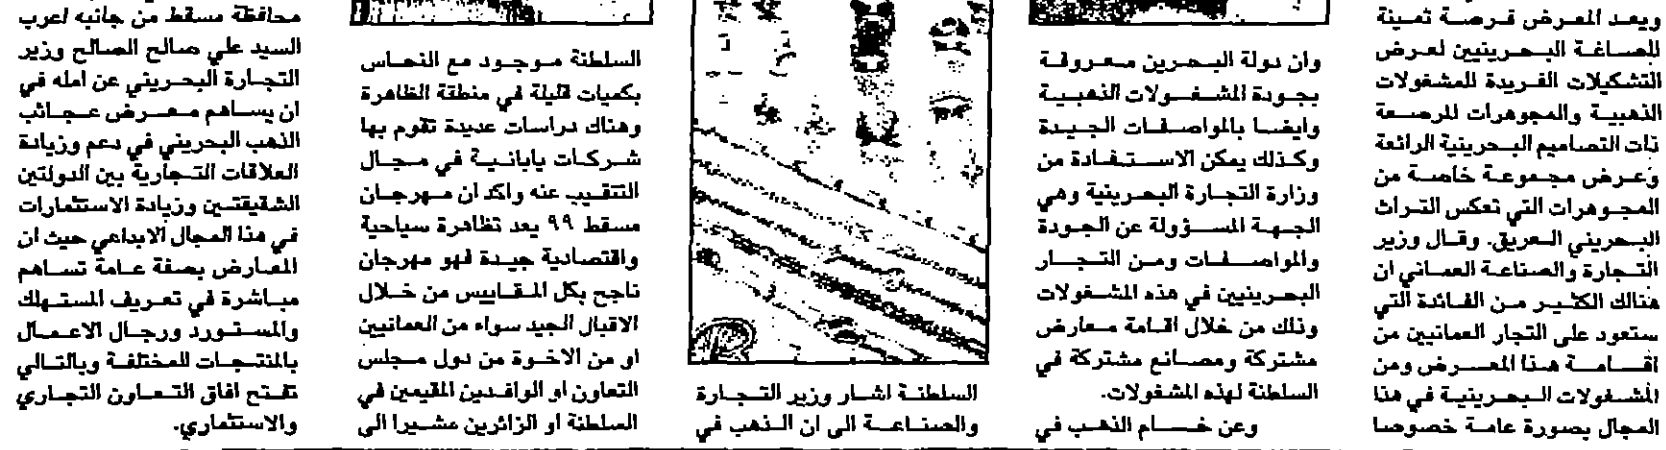 ويعد المعرض فرصة ثمينة
للصاغة البحرينيين لعرض
التشكيلات الفريدة للمشغولات
الذهبية والمجوهرات المرصعة
ذات التصاميم البحرينية الرائعة
وعرض مجموعة خاصة من
المجوهرات التي تعكس التراث
البحريني العريق. وقال وزير
التجارة والصناعة العماني ان
هنالك الكثير من الفائدة التي
ستعود على التجار العمانيين من
اقامة هذا المعرض ومن
المشغولات البحرينية في هذا
المجال بصورة عامة خصوصا
وان دولة البحرين معروفة
بجودة المشغولات الذهبية
وايضا بالمواصفات الجيدة
وكذلك يمكن الاستفادة من
وزارة التجارة البحرينية وهي
الجهة المسؤولة عن الجودة
والمواصفات ومن التجار
البحرينيين في هذه المشغولات
وذلك من خلال اقامة معارض
مشتركة ومصانع مشتركة في
السلطنة لهذه المشغولات.
وعن خام الذهب في
السلطنة اشار وزير التجارة
والصناعة الى ان الذهب في
السلطنة موجود مع النحاس
بكميات قليلة في منطقة الظاهرة
وهناك دراسات عديدة تقوم بها
شركات يابانية في مجال
التنقيب عنه واكد ان مهرجان
مسقط ٩٩ يعد تظاهرة سياحية
واقتصادية جيدة فهو مهرجان
ناجح بكل المقاييس من خلال
الاقبال الجيد سواء من العمانيين
او من الاخوة من دول مجلس
التعاون او الوافدين المقيمين في
السلطنة او الزائرين مشيرا الى
محافظة مسقط من جانبه اعرب
السيد علي صالح الصالح وزير
التجارة البحريني عن امله في
ان يساهم معرض عجائب
الذهب البحريني في دعم وزيادة
العلاقات التجارية بين الدولتين
الشقيقتين وزيادة الاستثمارات
في هذا المجال الابداعي حيث ان
المعارض بصفة عامة تساهم
مباشرة في تعريف المستهلك
والمستورد ورجال الاعمال
بالمنتجات المختلفة وبالتالي
تفتح افاق التعاون التجاري
والاستثماري.